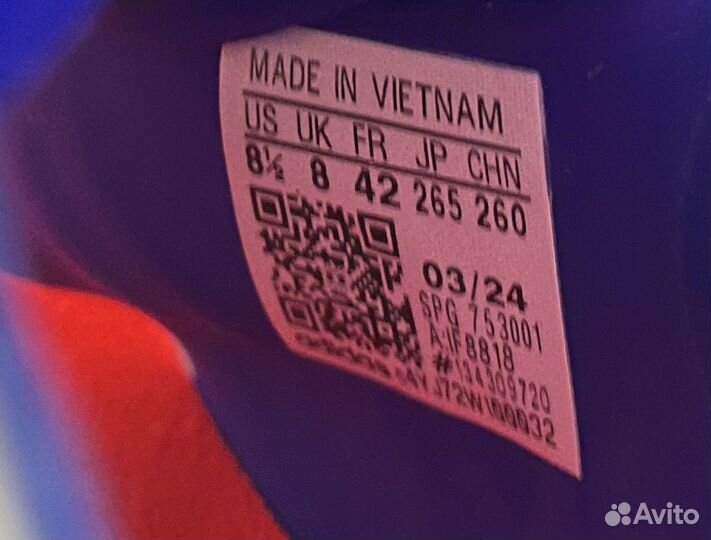 MADE IN VIETNAM
US UK FR JP CHN
8½ 8 42 265 260
03/24
SPG 753001
A:IF8818
#134309720
Avito